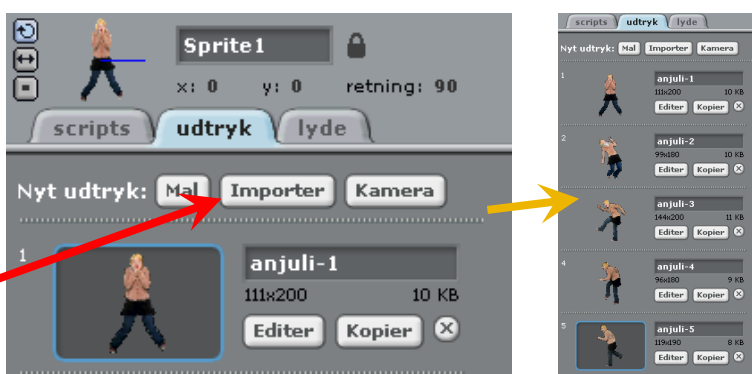 Sprite1
x: 0 y: 0 retning: 90
scripts udtryk lyde
Nyt udtryk: Mal Importer Kamera
1
anjuli-1
111x200 10 KB
Editer Kopier
scripts udtryk lyde
Nyt udtryk: Mal Importer Kamera
1
anjuli-1
111x200 10 KB
Editer Kopier
2
anjuli-2
99x180 10 KB
Editer Kopier
3
anjuli-3
144x200 11 KB
Editer Kopier
4
anjuli-4
96x180 9 KB
Editer Kopier
5
anjuli-5
119x190 8 KB
Editer Kopier